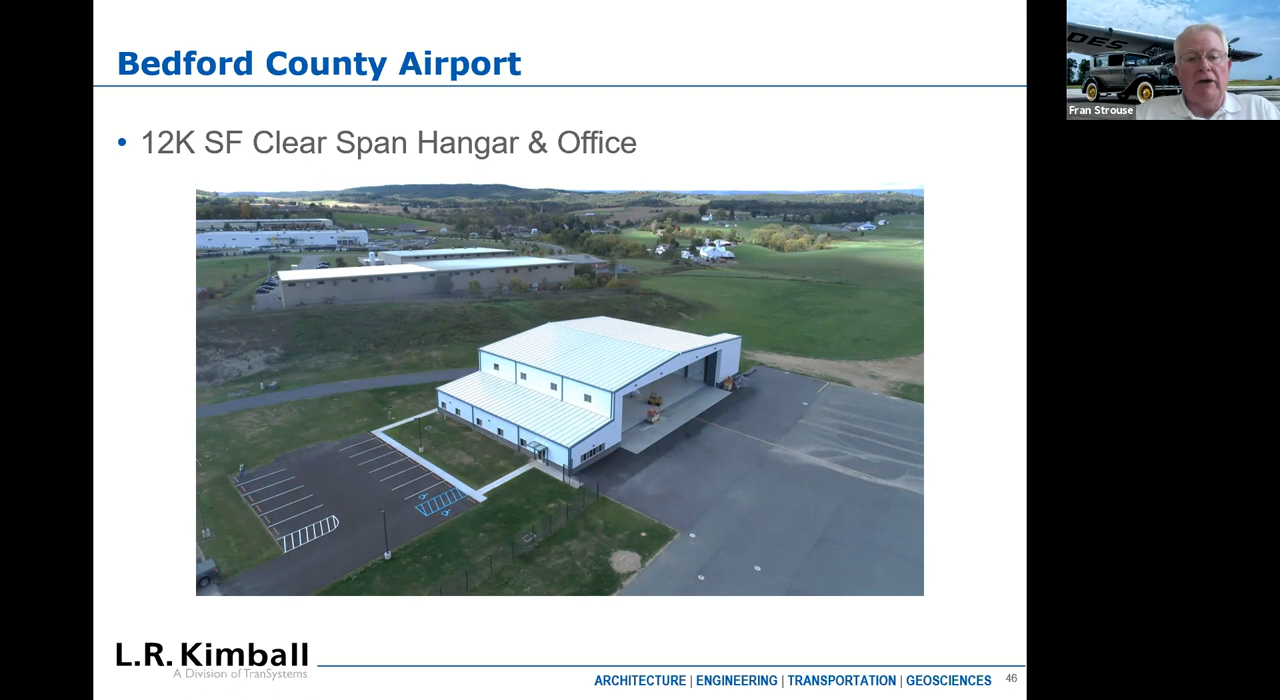 Bedford County Airport
• 12K SF Clear Span Hangar & Office
DES
Fran Strouse
L.R. Kimball
A Division of TranSystems
ARCHITECTURE | ENGINEERING | TRANSPORTATION | GEOSCIENCES
46